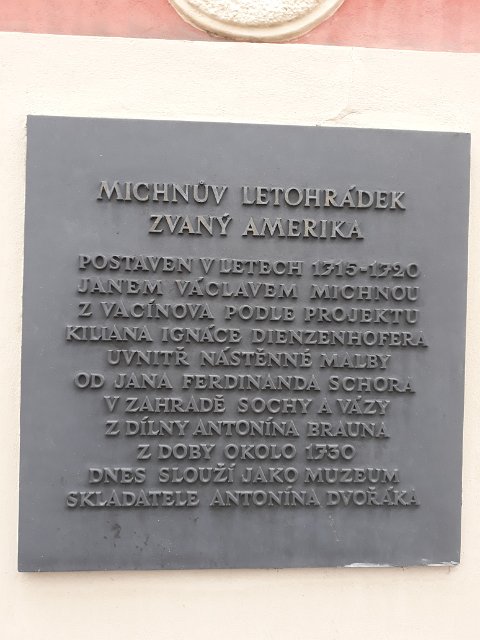 MICHNŮV LETOHRÁDEK
ZVANÝ AMERIKA
POSTAVEN V LETECH 1715-1720
JANEM VÁCLAVEM MICHNOU
Z VACÍNOVA PODLE PROJEKTU
KILIANA IGNÁCE DIENZENHOFERA
UVNITŘ NÁSTĚNNÉ MALBY
OD JANA FERDINANDA SCHORA
V ZAHRADĚ SOCHY A VÁZY
Z DÍLNY ANTONÍNA BRAUNA
Z DOBY OKOLO 1730
DNES SLOUŽÍ JAKO MUZEUM
SKLADATELE ANTONÍNA DVOŘÁKA